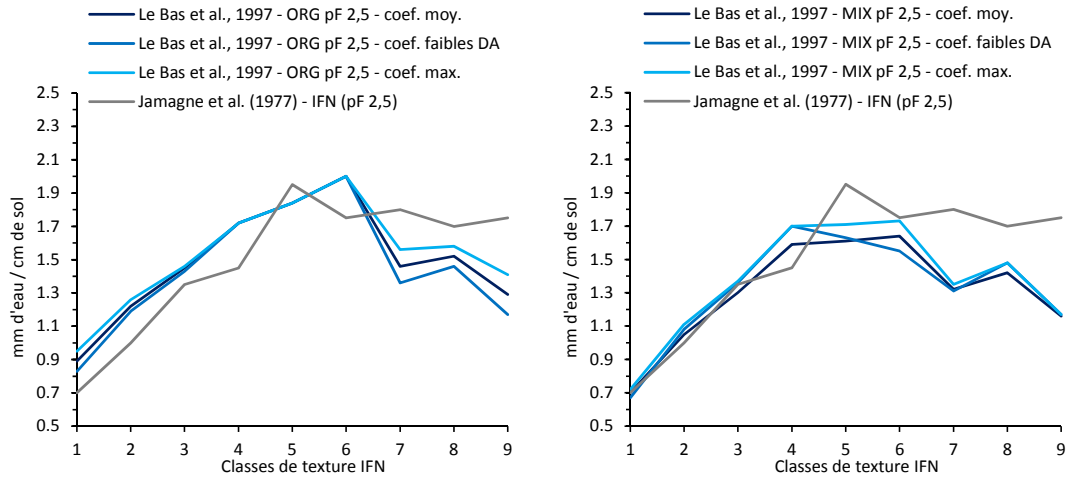 Le Bas et al., 1997 - ORG pF 2,5 - coef. moy.
Le Bas et al., 1997 - ORG pF 2,5 - coef. faibles DA
Le Bas et al., 1997 - ORG pF 2,5 - coef. max.
Jamagne et al. (1977) - IFN (pF 2,5)
mm d'eau / cm de sol
2.5
2.3
2.1
1.9
1.7
1.5
1.3
1.1
0.9
0.7
0.5
1 2 3 4 5 6 7 8 9
Classes de texture IFN
Le Bas et al., 1997 - MIX pF 2,5 - coef. moy.
Le Bas et al., 1997 - MIX pF 2,5 - coef. faibles DA
Le Bas et al., 1997 - MIX pF 2,5 - coef. max.
Jamagne et al. (1977) - IFN (pF 2,5)
mm d'eau / cm de sol
2.5
2.3
2.1
1.9
1.7
1.5
1.3
1.1
0.9
0.7
0.5
1 2 3 4 5 6 7 8 9
Classes de texture IFN